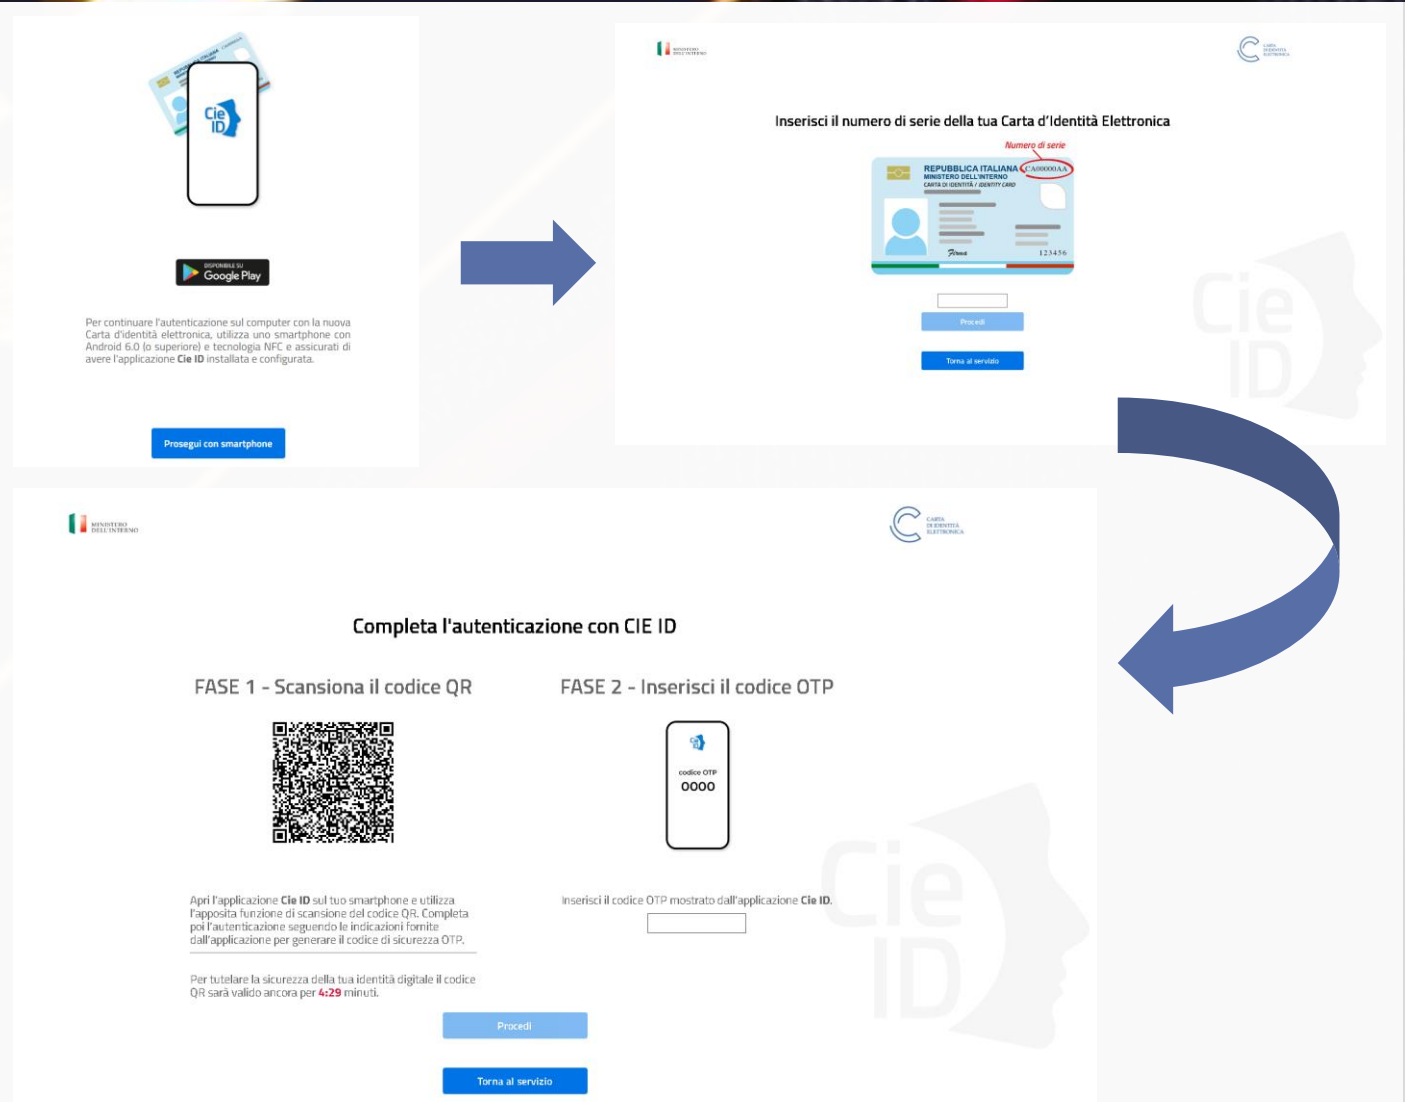 Cie
ID
DISPONIBILE SU
Google Play
Per continuare l'autenticazione sul computer con la nuova
Carta d'identità elettronica, utilizza uno smartphone con
Android 6.0 (o superiore) e tecnologia NFC e assicurati di
avere l'applicazione Cie ID installata e configurata.
Prosegui con smartphone
MINISTERO
DELL'INTERNO
CARTA
DI IDENTITÀ
ELETTRONICA
Inserisci il numero di serie della tua Carta d'Identità Elettronica
Numero di serie
REPUBBLICA ITALIANA CA00000AA
MINISTERO DELL'INTERNO
CARTA DI IDENTITÀ / IDENTITY CARD
Firma 123456
Procedi
Torna al servizio
Cie
ID
MINISTERO
DELL'INTERNO
CARTA
DI IDENTITÀ
ELETTRONICA
Completa l'autenticazione con CIE ID
FASE 1 - Scansiona il codice QR
Apri l'applicazione Cie ID sul tuo smartphone e utilizza
l'apposita funzione di scansione del codice QR. Completa
poi l'autenticazione seguendo le indicazioni fornite
dall'applicazione per generare il codice di sicurezza OTP.
Per tutelare la sicurezza della tua identità digitale il codice
QR sarà valido ancora per 4:29 minuti.
FASE 2 - Inserisci il codice OTP
codice OTP
0000
Inserisci il codice OTP mostrato dall'applicazione Cie ID.
Procedi
Torna al servizio
Cie
ID